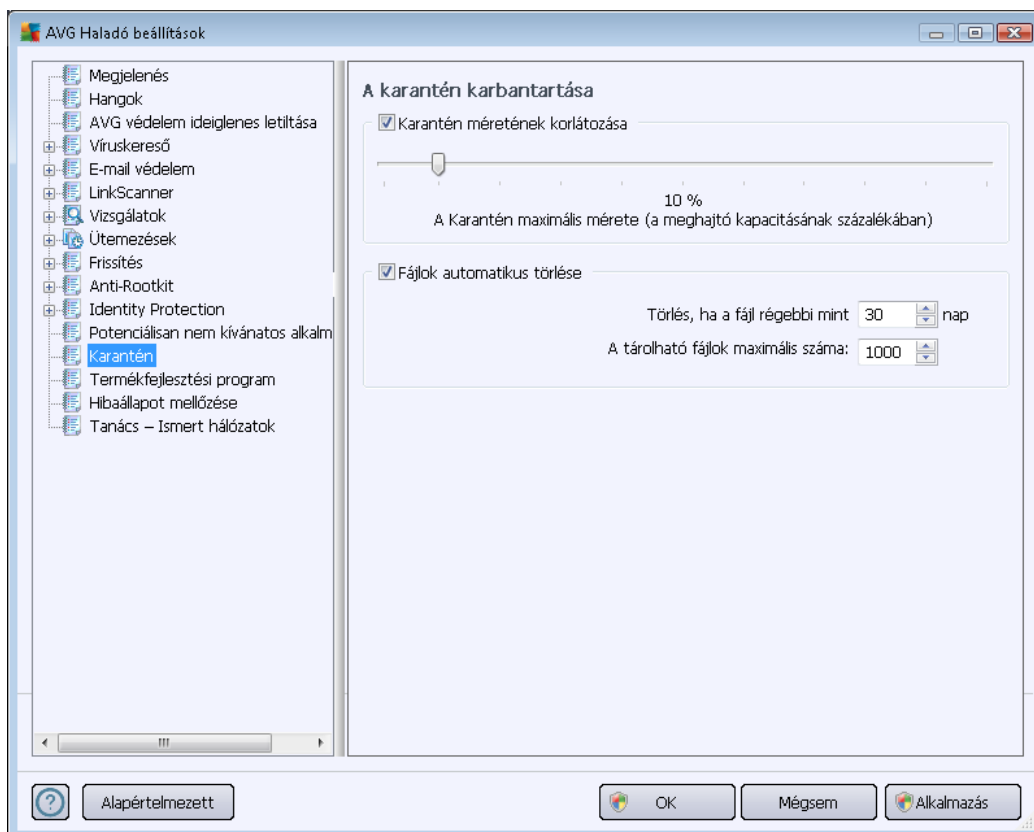 AVG Haladó beállítások
Megjelenés
Hangok
AVG védelem ideiglenes letiltása
Víruskereső
E-mail védelem
LinkScanner
Vizsgálatok
Ütemezések
Frissítés
Anti-Rootkit
Identity Protection
Potenciálisan nem kívánatos alkalm
Karantén
Termékfejlesztési program
Hibaállapot mellőzése
Tanács – Ismert hálózatok
A karantén karbantartása
Karantén méretének korlátozása
10 %
A Karantén maximális mérete (a meghajtó kapacitásának százalékában)
Fájlok automatikus törlése
Törlés, ha a fájl régebbi mint 30 nap
A tárolható fájlok maximális száma: 1000
Alapértelmezett
OK
Mégsem
Alkalmazás